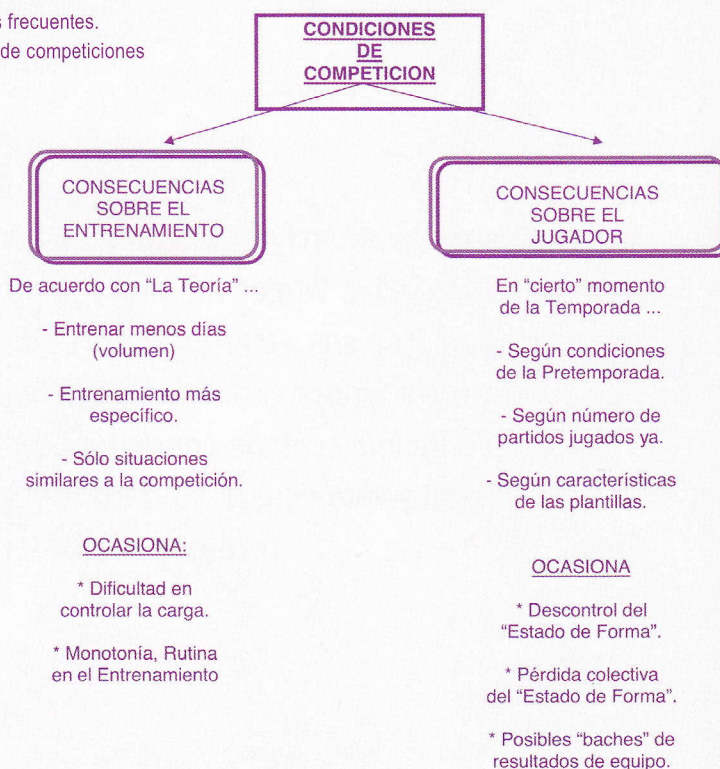 s frecuentes.
de competiciones
CONDICIONES
DE
COMPETICION
CONSECUENCIAS
SOBRE EL
ENTRENAMIENTO
De acuerdo con “La Teoría” ...
- Entrenar menos días
(volumen)
- Entrenamiento más
específico.
- Sólo situaciones
similares a la competición.
OCASIONA:
* Dificultad en
controlar la carga.
* Monotonía, Rutina
en el Entrenamiento
CONSECUENCIAS
SOBRE EL
JUGADOR
En “cierto” momento
de la Temporada ...
- Según condiciones
de la Pretemporada.
- Según número de
partidos jugados ya.
- Según características
de las plantillas.
OCASIONA
* Descontrol del
“Estado de Forma”.
* Pérdida colectiva
del “Estado de Forma”.
* Posibles “baches” de
resultados de equipo.